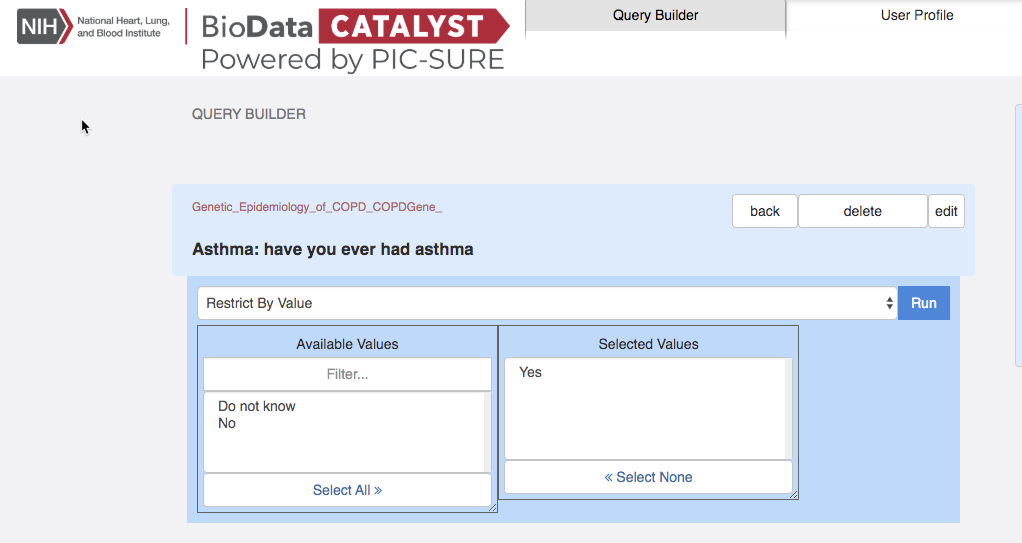 NIH National Heart, Lung,
and Blood Institute
BioData CATALYST
Powered by PIC-SURE
Query Builder
User Profile
QUERY BUILDER
Genetic_Epidemiology_of_COPD_COPDGene_
back
delete
edit
Asthma: have you ever had asthma
Restrict By Value
Run
Available Values
Filter...
Do not know
No
Select All »
Selected Values
Yes
« Select None